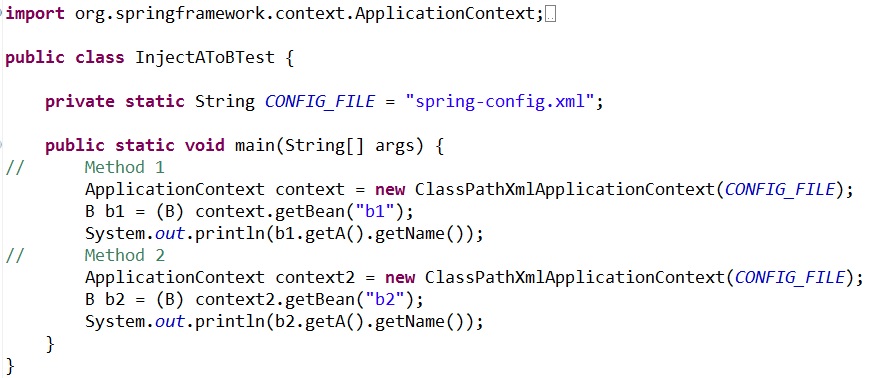 import org.springframework.context.ApplicationContext;

public class InjectAToBTest {

    private static String CONFIG_FILE = "spring-config.xml";

    public static void main(String[] args) {
//      Method 1
        ApplicationContext context = new ClassPathXmlApplicationContext(CONFIG_FILE);
        B b1 = (B) context.getBean("b1");
        System.out.println(b1.getA().getName());
//      Method 2
        ApplicationContext context2 = new ClassPathXmlApplicationContext(CONFIG_FILE);
        B b2 = (B) context2.getBean("b2");
        System.out.println(b2.getA().getName());
    }
}